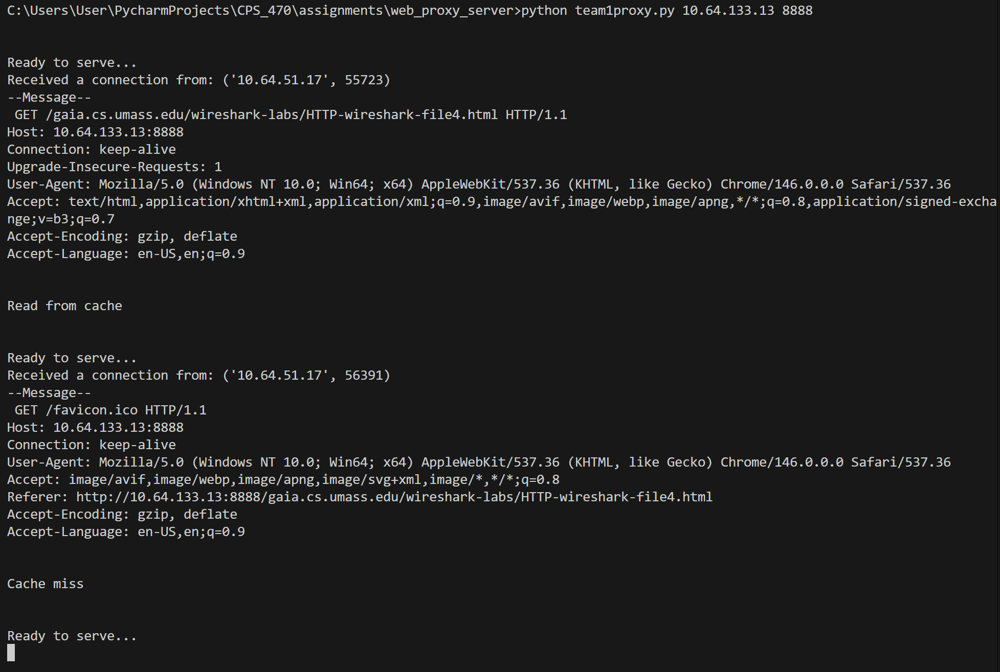 C:\Users\User\PycharmProjects\CPS_470\assignments\web_proxy_server>python team1proxy.py 10.64.133.13 8888
Ready to serve...
Received a connection from: ('10.64.51.17', 55723)
--Message--
 GET /gaia.cs.umass.edu/wireshark-labs/HTTP-wireshark-file4.html HTTP/1.1
Host: 10.64.133.13:8888
Connection: keep-alive
Upgrade-Insecure-Requests: 1
User-Agent: Mozilla/5.0 (Windows NT 10.0; Win64; x64) AppleWebKit/537.36 (KHTML, like Gecko) Chrome/146.0.0.0 Safari/537.36
Accept: text/html,application/xhtml+xml,application/xml;q=0.9,image/avif,image/webp,image/apng,*/*;q=0.8,application/signed-excha
nge;v=b3;q=0.7
Accept-Encoding: gzip, deflate
Accept-Language: en-US,en;q=0.9
Read from cache
Ready to serve...
Received a connection from: ('10.64.51.17', 56391)
--Message--
 GET /favicon.ico HTTP/1.1
Host: 10.64.133.13:8888
Connection: keep-alive
User-Agent: Mozilla/5.0 (Windows NT 10.0; Win64; x64) AppleWebKit/537.36 (KHTML, like Gecko) Chrome/146.0.0.0 Safari/537.36
Accept: image/avif,image/webp,image/apng,image/svg+xml,image/*,*/*;q=0.8
Referer: http://10.64.133.13:8888/gaia.cs.umass.edu/wireshark-labs/HTTP-wireshark-file4.html
Accept-Encoding: gzip, deflate
Accept-Language: en-US,en;q=0.9
Cache miss
Ready to serve...